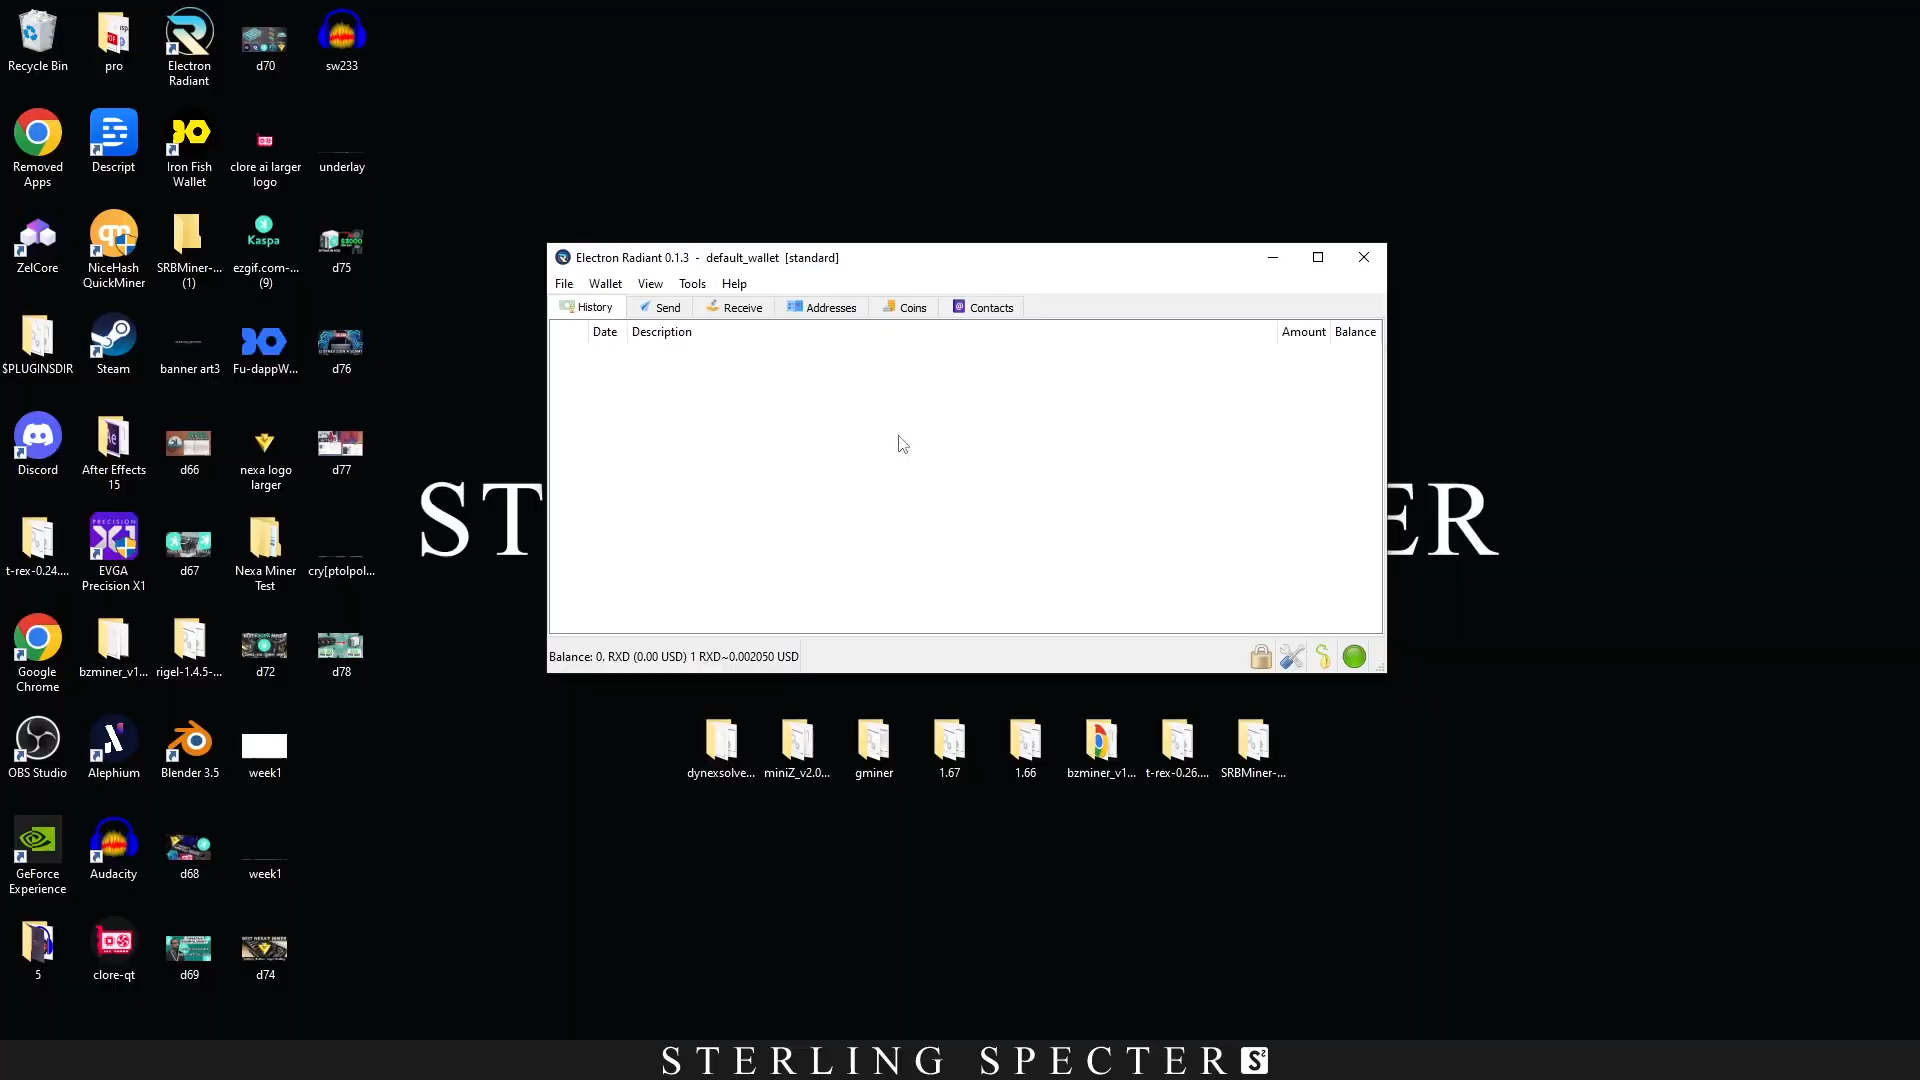 Recycle Bin
pro
Electron
Radiant
d70
sw233
Removed
Apps
Descript
Iron Fish
Wallet
clore ai larger
logo
underlay
ZelCore
NiceHash
QuickMiner
SRBMiner-...
(1)
Kaspa
ezgif.com-...
(9)
d75
$PLUGINSDIR
Steam
banner art3
Fu-dappW...
d76
Discord
After Effects
15
d66
nexa logo
larger
d77
t-rex-0.24....
PRECISION
X1
EVGA
Precision X1
d67
Nexa Miner
Test
cry[ptolpol...
Google
Chrome
bzminer_v1...
rigel-1.4.5-...
d72
d78
OBS Studio
Alephium
Blender 3.5
week1
GeForce
Experience
Audacity
d68
week1
5
clore-qt
d69
d74
Electron Radiant 0.1.3 - default_wallet [standard]
File Wallet View Tools Help
History Send Receive Addresses Coins Contacts
Date Description Amount Balance
Balance: 0. RXD (0.00 USD) 1 RXD~0.002050 USD
ST
ER
dynexsolve...
miniZ_v2.0...
gminer
1.67
1.66
bzminer_v1...
t-rex-0.26....
SRBMiner-...
STERLING SPECTER